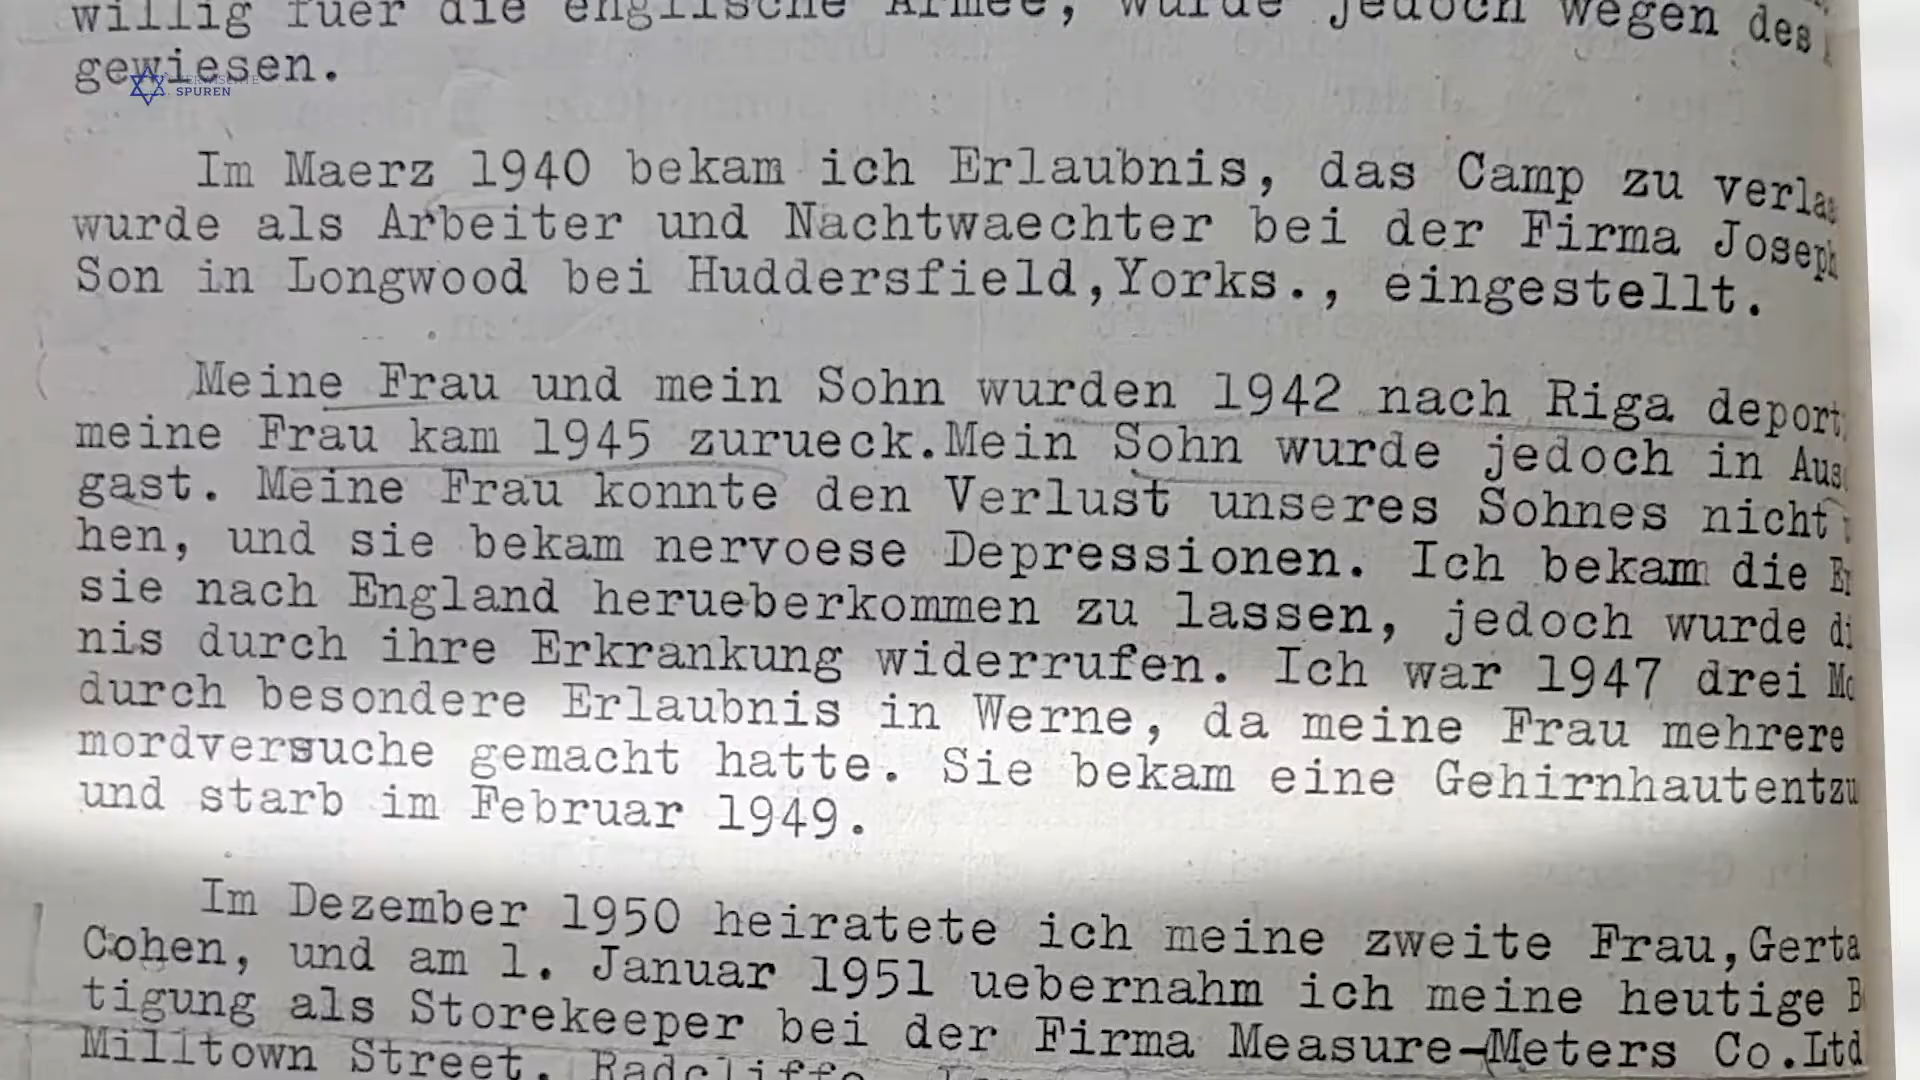 willig fuer die englische Armee, wurde jedoch wegen des
gewiesen.
VERWISCHTE
SPUREN
Im Maerz 1940 bekam ich Erlaubnis, das Camp zu verla
wurde als Arbeiter und Nachtwaechter bei der Firma Joseph
Son in Longwood bei Huddersfield,Yorks., eingestellt.
Meine Frau und mein Sohn wurden 1942 nach Riga deport
meine Frau kam 1945 zurueck.Mein Sohn wurde jedoch in Aus
gast. Meine Frau konnte den Verlust unseres Sohnes nicht
hen, und sie bekam nervoese Depressionen. Ich bekam die Er
sie nach England herueberkommen zu lassen, jedoch wurde di
nis durch ihre Erkrankung widerrufen. Ich war 1947 drei Mo
durch besondere Erlaubnis in Werne, da meine Frau mehrere
mordversuche gemacht hatte. Sie bekam eine Gehirnhautentzu
und starb im Februar 1949.
Im Dezember 1950 heiratete ich meine zweite Frau,Gerta
Cohen, und am 1. Januar 1951 uebernahm ich meine heutige B
tigung als Storekeeper bei der Firma Measure-Meters Co.Ltd
Milltown Street, Radcliffe,